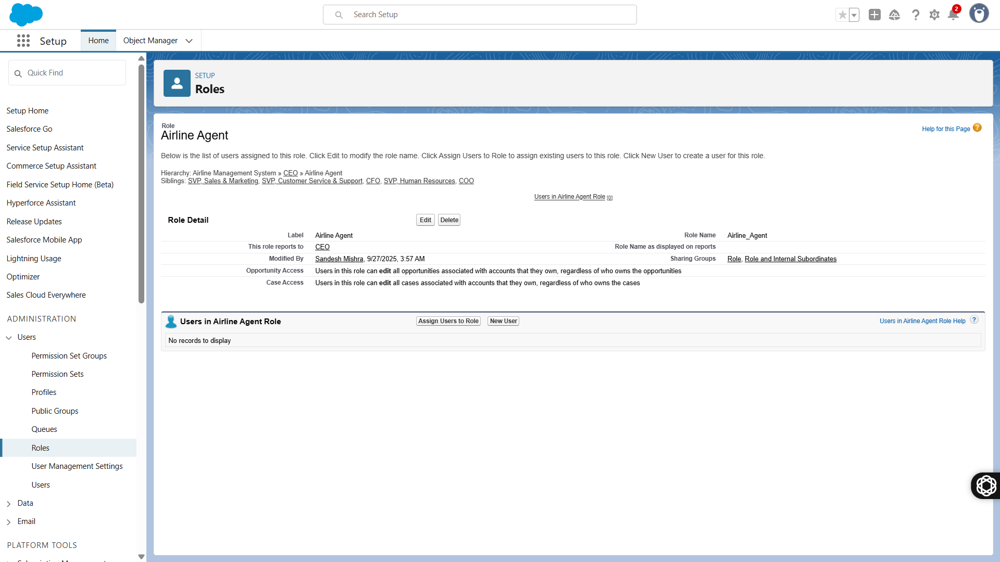 Search Setup
2
Setup
Home
Object Manager
Quick Find
Setup Home
Salesforce Go
Service Setup Assistant
Commerce Setup Assistant
Field Service Setup Home (Beta)
Hyperforce Assistant
Release Updates
Salesforce Mobile App
Lightning Usage
Optimizer
Sales Cloud Everywhere
ADMINISTRATION
Users
Permission Set Groups
Permission Sets
Profiles
Public Groups
Queues
Roles
User Management Settings
Users
Data
Email
PLATFORM TOOLS
SETUP
Roles
Role
Airline Agent
Help for this Page ?
Below is the list of users assigned to this role. Click Edit to modify the role name. Click Assign Users to Role to assign existing users to this role. Click New User to create a user for this role.
Hierarchy: Airline Management System » CEO » Airline Agent
Siblings: SVP, Sales & Marketing, SVP, Customer Service & Support, CFO, SVP, Human Resources, COO
Users in Airline Agent Role [0]
Role Detail
Edit
Delete
Label Airline Agent
Role Name Airline_Agent
This role reports to CEO
Role Name as displayed on reports
Modified By Sandesh Mishra, 9/27/2025, 3:57 AM
Sharing Groups Role, Role and Internal Subordinates
Opportunity Access Users in this role can edit all opportunities associated with accounts that they own, regardless of who owns the opportunities
Case Access Users in this role can edit all cases associated with accounts that they own, regardless of who owns the cases
Users in Airline Agent Role
Assign Users to Role
New User
Users in Airline Agent Role Help ?
No records to display